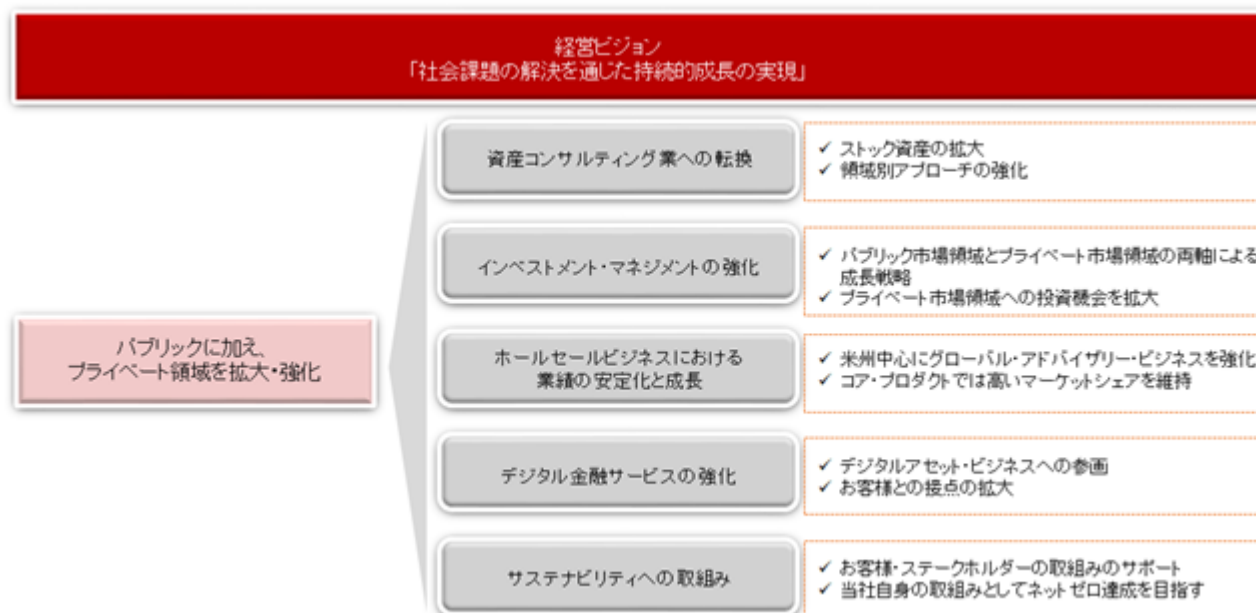 経営ビジョン
「社会課題の解決を通じた持続的成長の実現」
パブリックに加え、
プライベート領域を拡大・強化
資産コンサルティング業への転換
✓ ストック資産の拡大
✓ 領域別アプローチの強化
インベストメント・マネジメントの強化
✓ パブリック市場領域とプライベート市場領域の両軸による
成長戦略
✓ プライベート市場領域への投資機会を拡大
ホールセールビジネスにおける
業績の安定化と成長
✓ 米州中心にグローバル・アドバイザリー・ビジネスを強化
✓ コア・プロダクトでは高いマーケットシェアを維持
デジタル金融サービスの強化
✓ デジタルアセット・ビジネスへの参画
✓ お客様との接点の拡大
サステナビリティへの取組み
✓ お客様・ステークホルダーの取組みのサポート
✓ 当社自身の取組みとしてネットゼロ達成を目指す